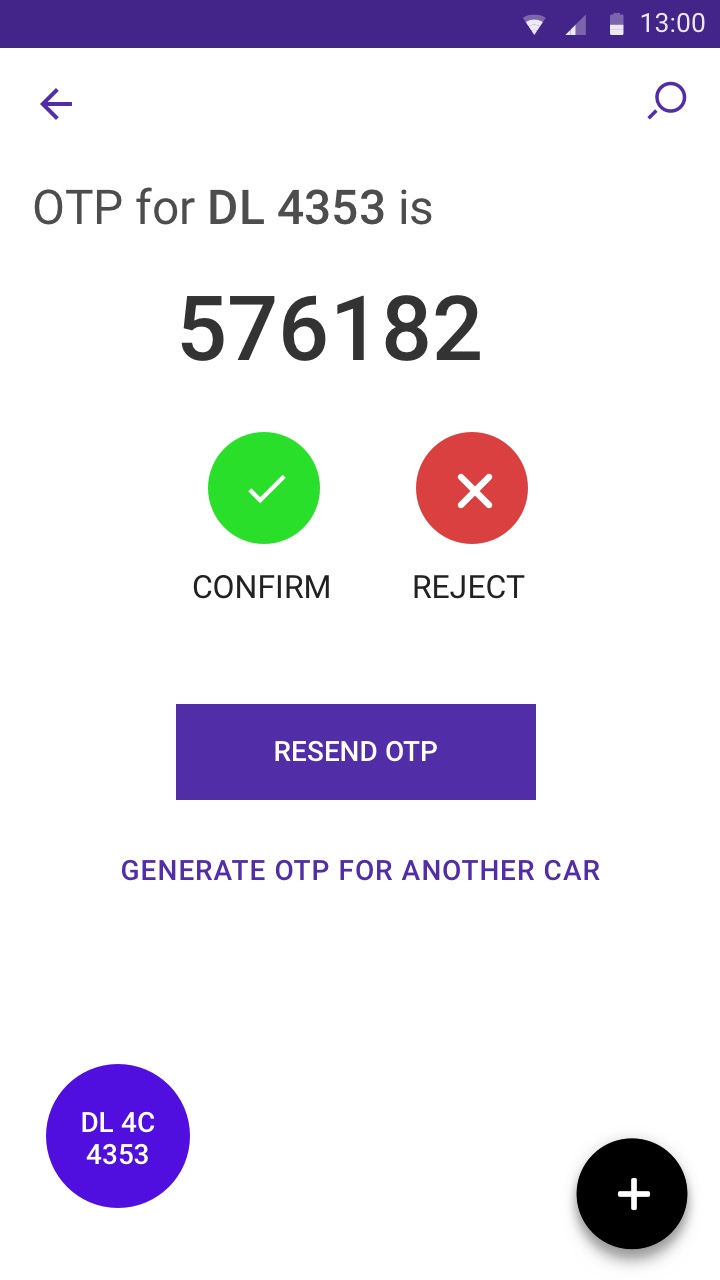 13:00
OTP for DL 4353 is
576182
CONFIRM
REJECT
RESEND OTP
GENERATE OTP FOR ANOTHER CAR
DL 4C
4353